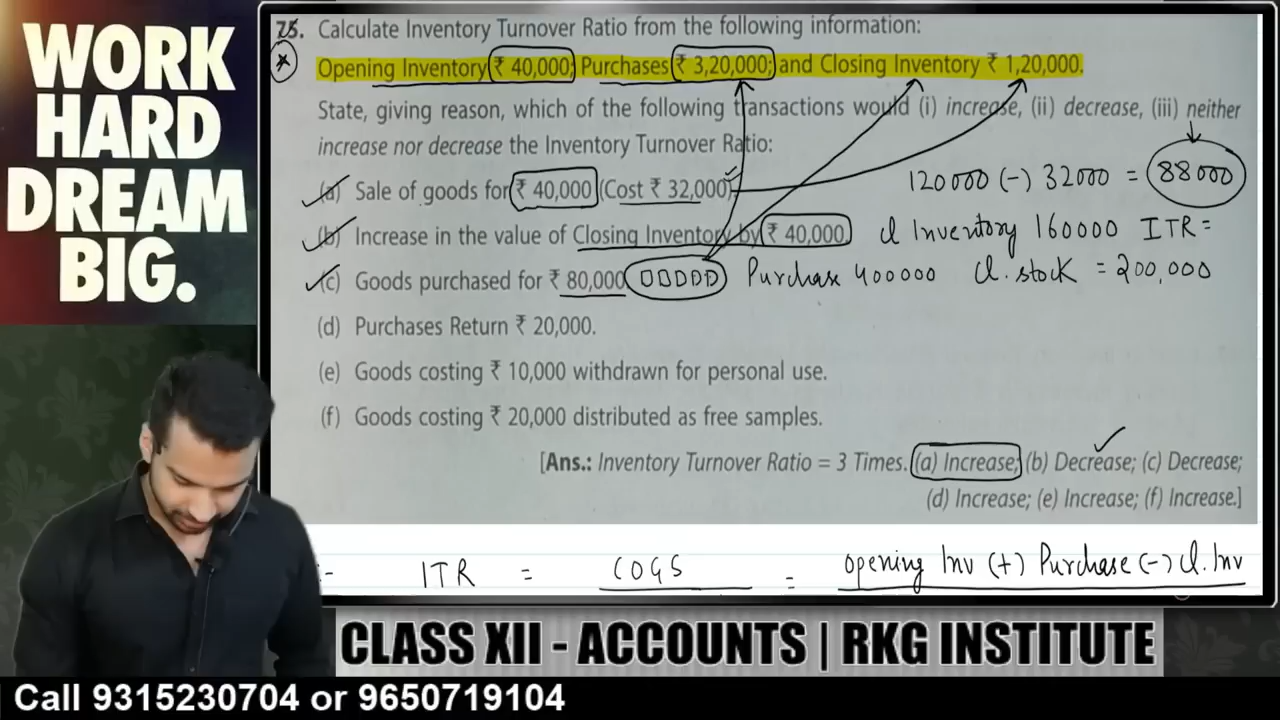 WORK
HARD
DREAM
BIG.
75. Calculate Inventory Turnover Ratio from the following information:
Opening Inventory ₹ 40,000; Purchases ₹ 3,20,000; and Closing Inventory ₹ 1,20,000.
State, giving reason, which of the following transactions would (i) increase, (ii) decrease, (iii) neither
increase nor decrease the Inventory Turnover Ratio:
120000 (-) 32000 = 88000
(a) Sale of goods for ₹ 40,000 (Cost ₹ 32,000).
(b) Increase in the value of Closing Inventory by ₹ 40,000. Cl Inventory 160000 ITR =
(c) Goods purchased for ₹ 80,000 Purchase 400000 Cl. stock = 200,000
(d) Purchases Return ₹ 20,000.
(e) Goods costing ₹ 10,000 withdrawn for personal use.
(f) Goods costing ₹ 20,000 distributed as free samples.
[Ans.: Inventory Turnover Ratio = 3 Times. (a) Increase; (b) Decrease; (c) Decrease;
(d) Increase; (e) Increase; (f) Increase.]
:- ITR = COGS = Opening Inv (+) Purchase (-) Cl. Inv
CLASS XII - ACCOUNTS | RKG INSTITUTE
Call 9315230704 or 9650719104